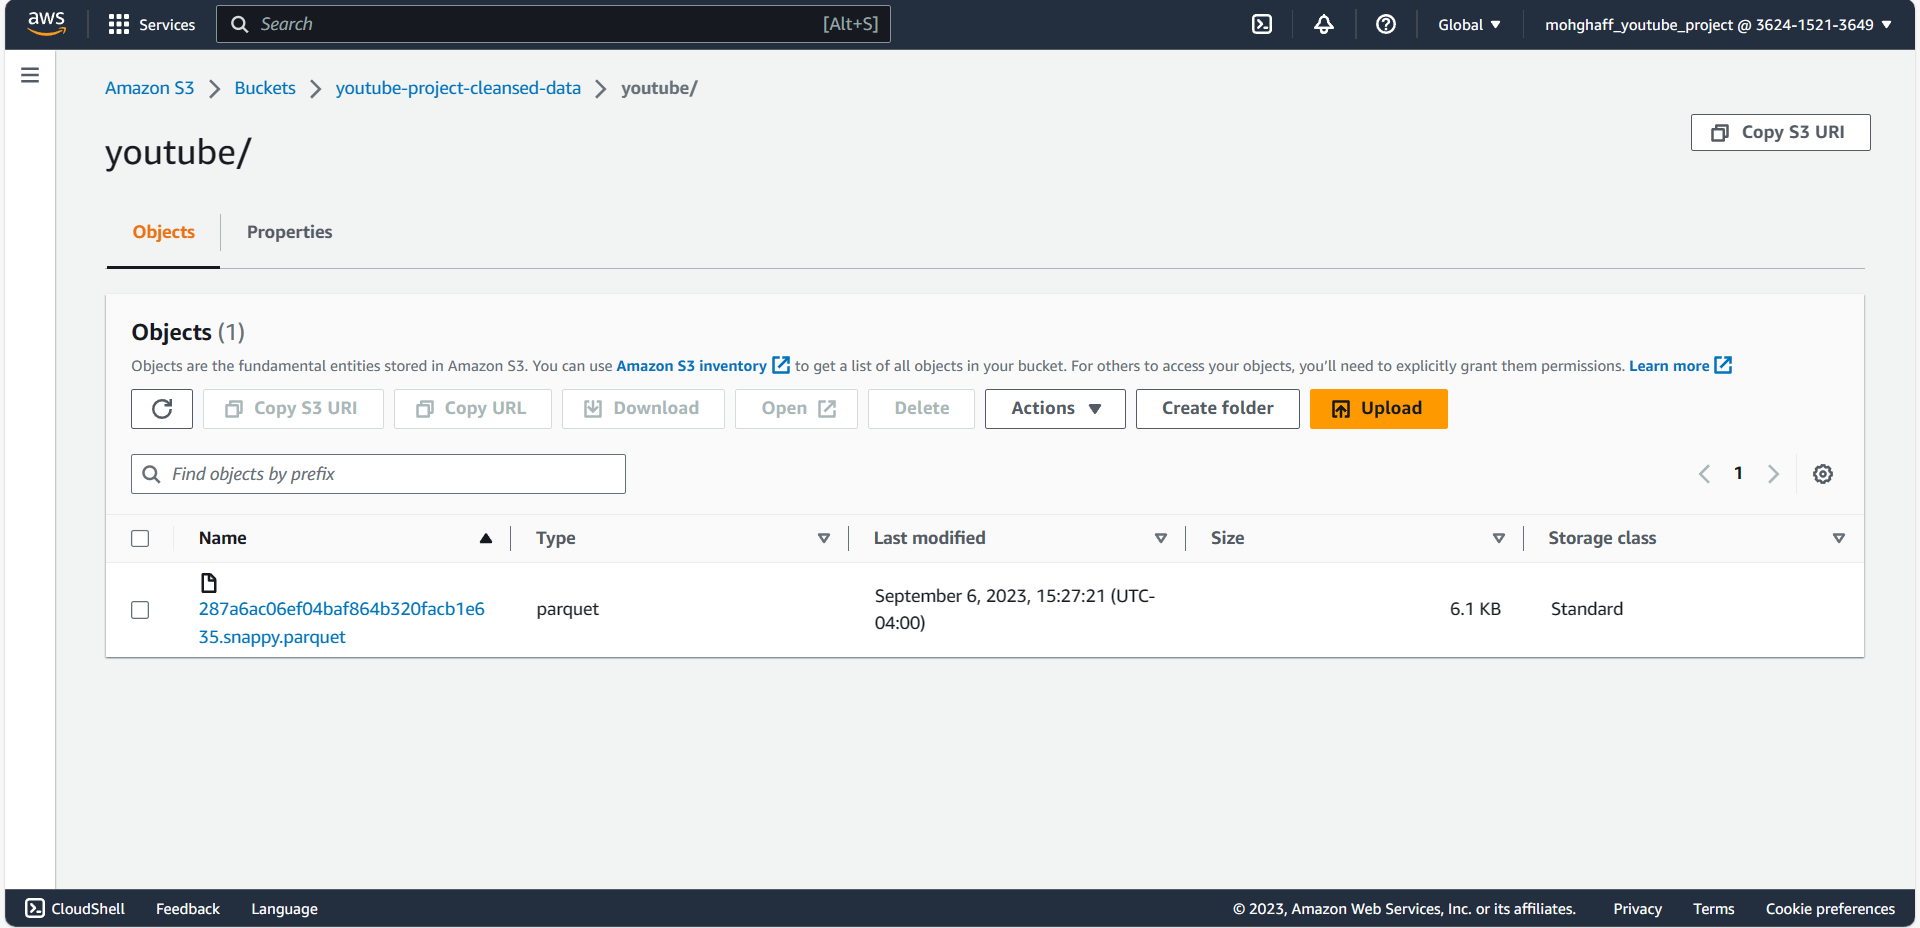 aws Services Search [Alt+S] Global mohghaff_youtube_project @ 3624-1521-3649
Amazon S3 Buckets youtube-project-cleansed-data youtube/
youtube/
Copy S3 URI
Objects Properties
Objects (1)
Objects are the fundamental entities stored in Amazon S3. You can use Amazon S3 inventory to get a list of all objects in your bucket. For others to access your objects, you’ll need to explicitly grant them permissions. Learn more
Copy S3 URI Copy URL Download Open Delete Actions Create folder Upload
Find objects by prefix
1
Name Type Last modified Size Storage class
287a6ac06ef04baf864b320facb1e6
35.snappy.parquet
parquet
September 6, 2023, 15:27:21 (UTC-
04:00)
6.1 KB
Standard
CloudShell Feedback Language © 2023, Amazon Web Services, Inc. or its affiliates. Privacy Terms Cookie preferences